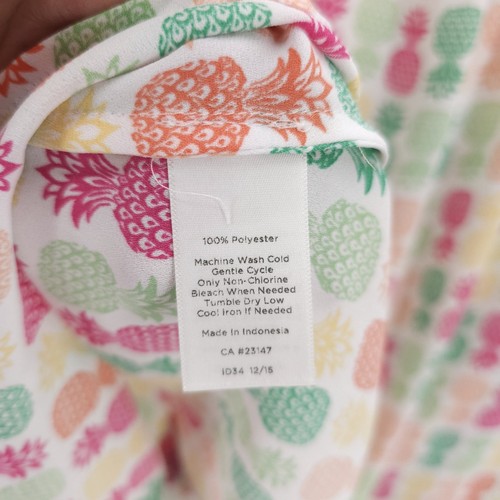 100% Polyester
Machine Wash Cold
Gentle Cycle
Only Non-Chlorine
Bleach When Needed
Tumble Dry Low
Cool Iron If Needed
Made In Indonesia
CA #23147
ID34 12/15